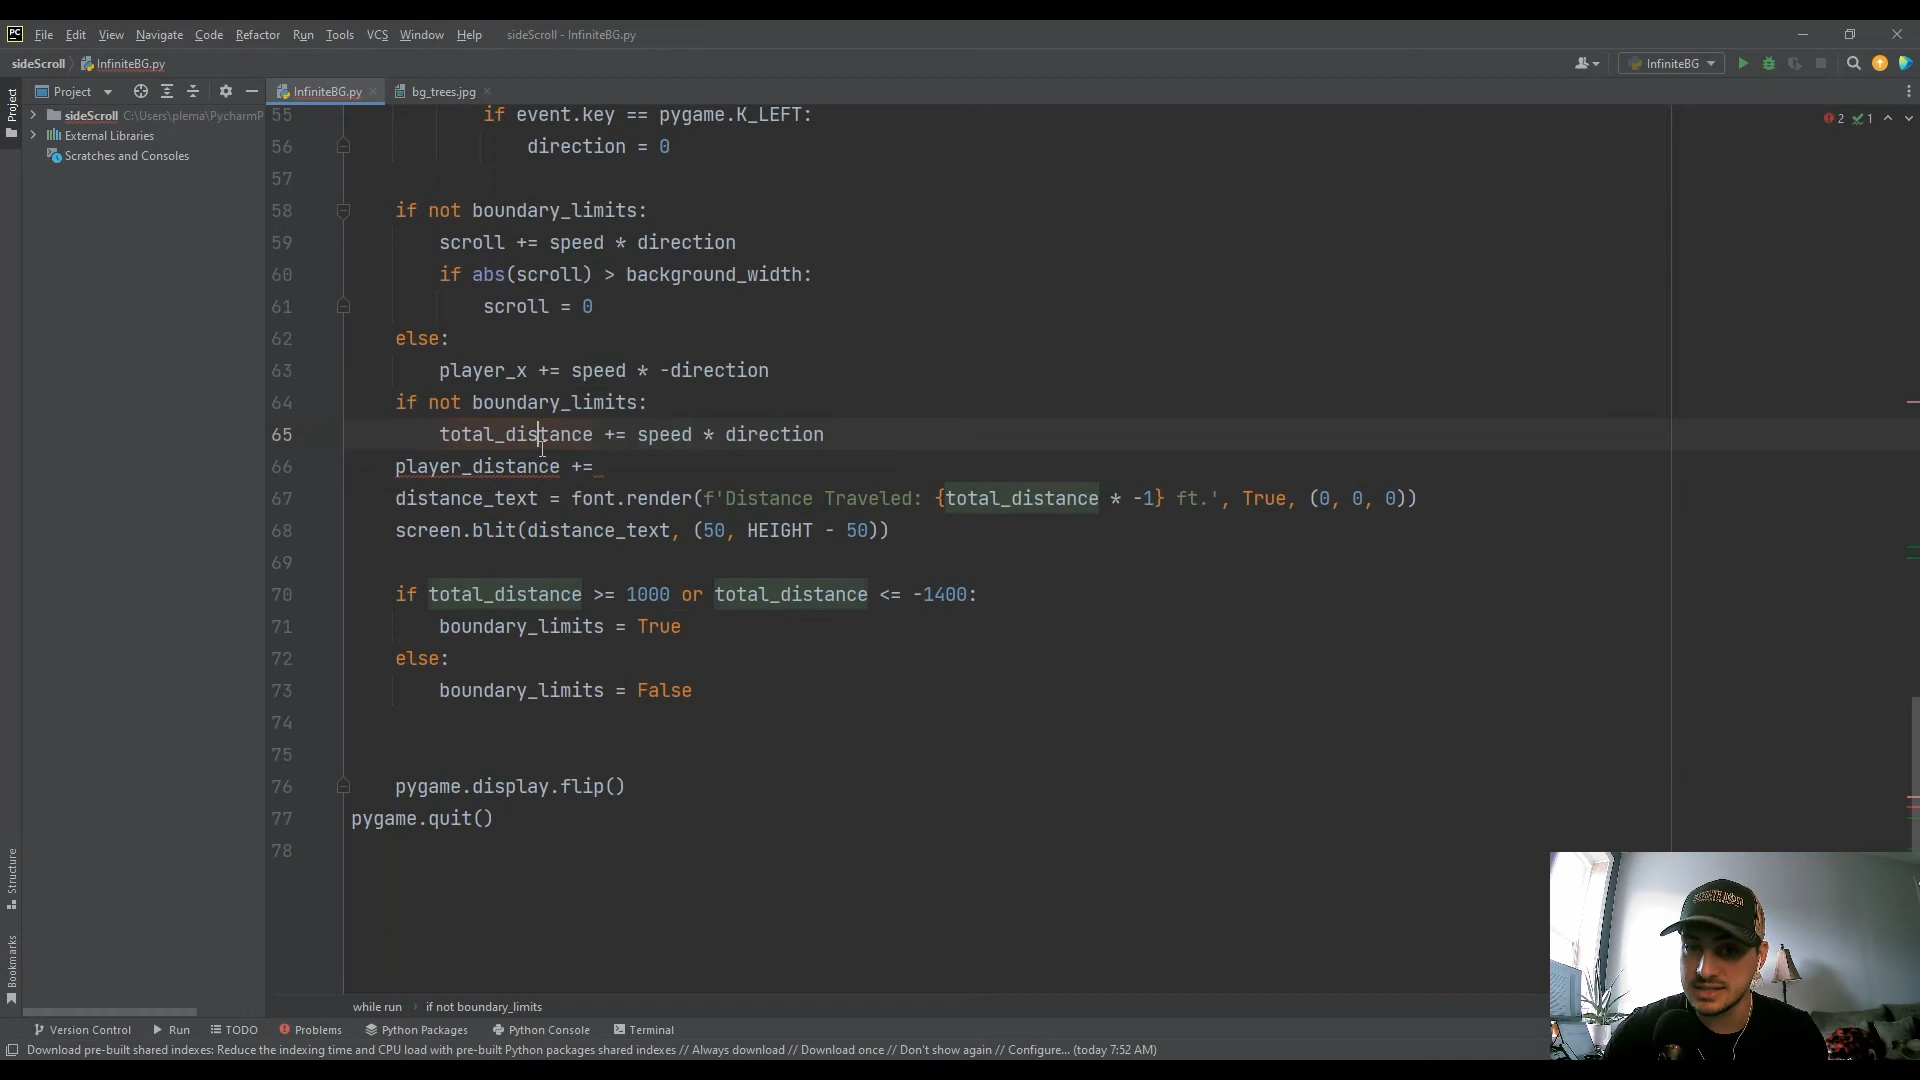 PC File Edit View Navigate Code Refactor Run Tools VCS Window Help sideScroll - InfiniteBG.py
sideScroll InfiniteBG.py InfiniteBG
Project InfiniteBG.py bg_trees.jpg
Project
sideScroll C:\Users\plema\PycharmP
External Libraries
Scratches and Consoles
2 1
55 if event.key == pygame.K_LEFT:
56 direction = 0
57
58 if not boundary_limits:
59 scroll += speed * direction
60 if abs(scroll) > background_width:
61 scroll = 0
62 else:
63 player_x += speed * -direction
64 if not boundary_limits:
65 total_distance += speed * direction
66 player_distance +=
67 distance_text = font.render(f'Distance Traveled: {total_distance * -1} ft.', True, (0, 0, 0))
68 screen.blit(distance_text, (50, HEIGHT - 50))
69
70 if total_distance >= 1000 or total_distance <= -1400:
71 boundary_limits = True
72 else:
73 boundary_limits = False
74
75
76 pygame.display.flip()
77 pygame.quit()
78
Structure
Bookmarks
while run if not boundary_limits
Version Control Run TODO Problems Python Packages Python Console Terminal
Download pre-built shared indexes: Reduce the indexing time and CPU load with pre-built Python packages shared indexes // Always download // Download once // Don't show again // Configure... (today 7:52 AM)